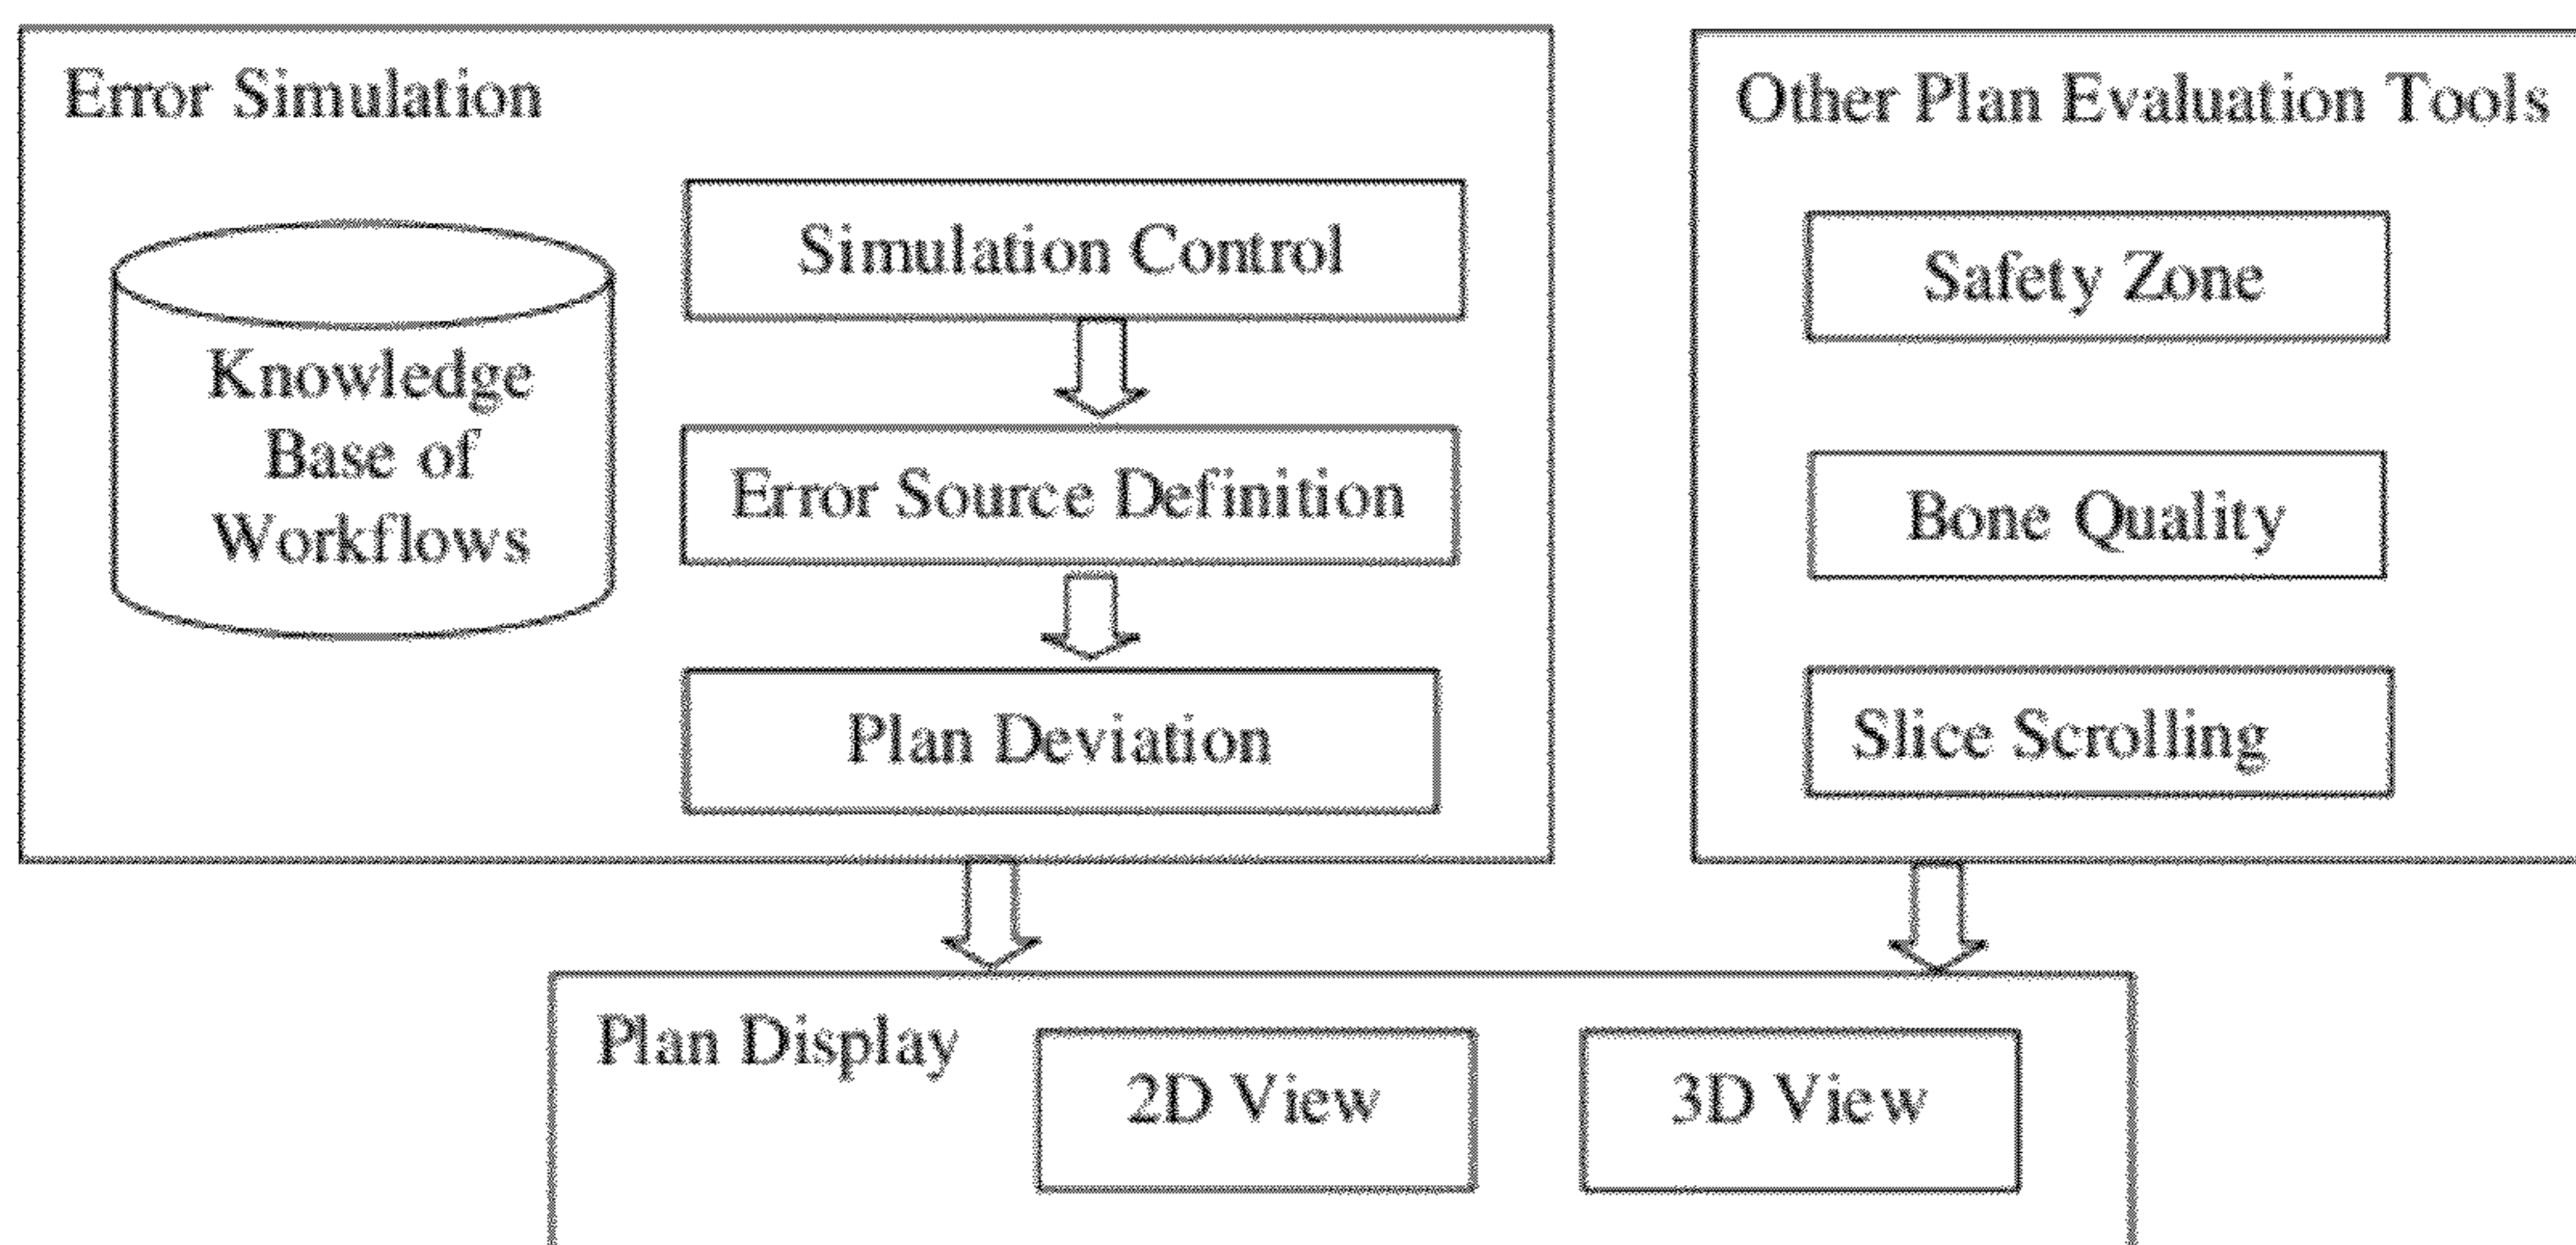 Error Simulation
Knowledge
Base of
Workflows
Simulation Control
Error Source Definition
Plan Deviation
Other Plan Evaluation Tools
Safety Zone
Bone Quality
Slice Scrolling
Plan Display
2D View
3D View